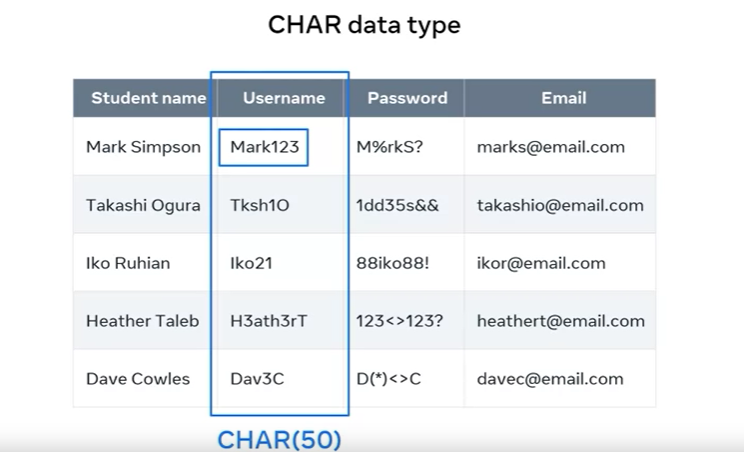 CHAR data type
Student name Username Password Email
Mark Simpson Mark123 M%rkS? marks@email.com
Takashi Ogura Tksh1O 1dd35s&& takashio@email.com
Iko Ruhian Iko21 88iko88! ikor@email.com
Heather Taleb H3ath3rT 123<>123? heathert@email.com
Dave Cowles Dav3C D(*)<>C davec@email.com
CHAR(50)